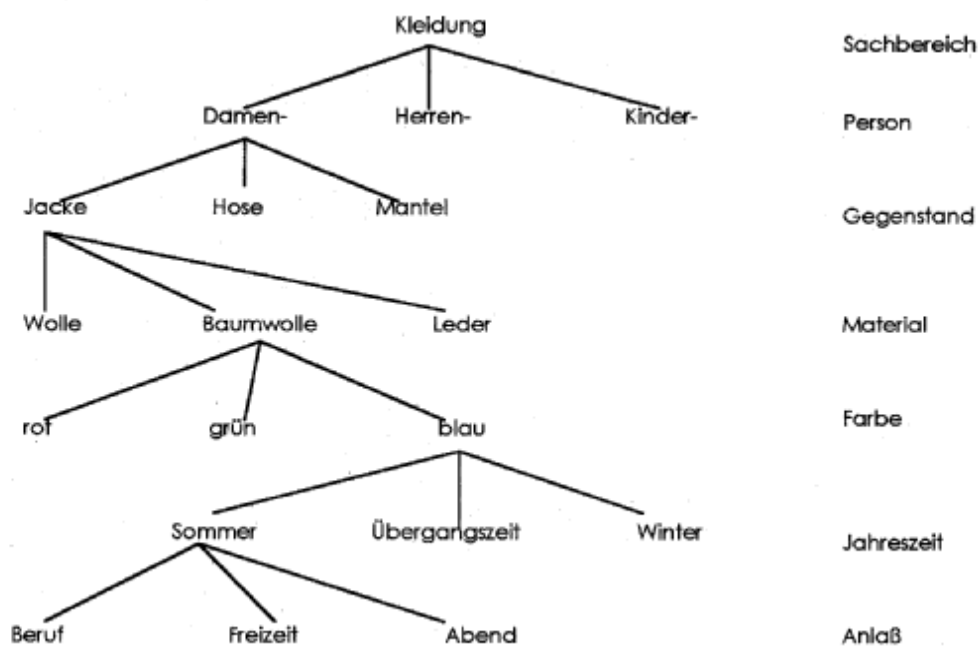 Kleidung Sachbereich
Damen- Herren- Kinder- Person
Jacke Hose Mantel Gegenstand
Wolle Baumwolle Leder Material
rot grün blau Farbe
Sommer Übergangszeit Winter Jahreszeit
Beruf Freizeit Abend Anlaß